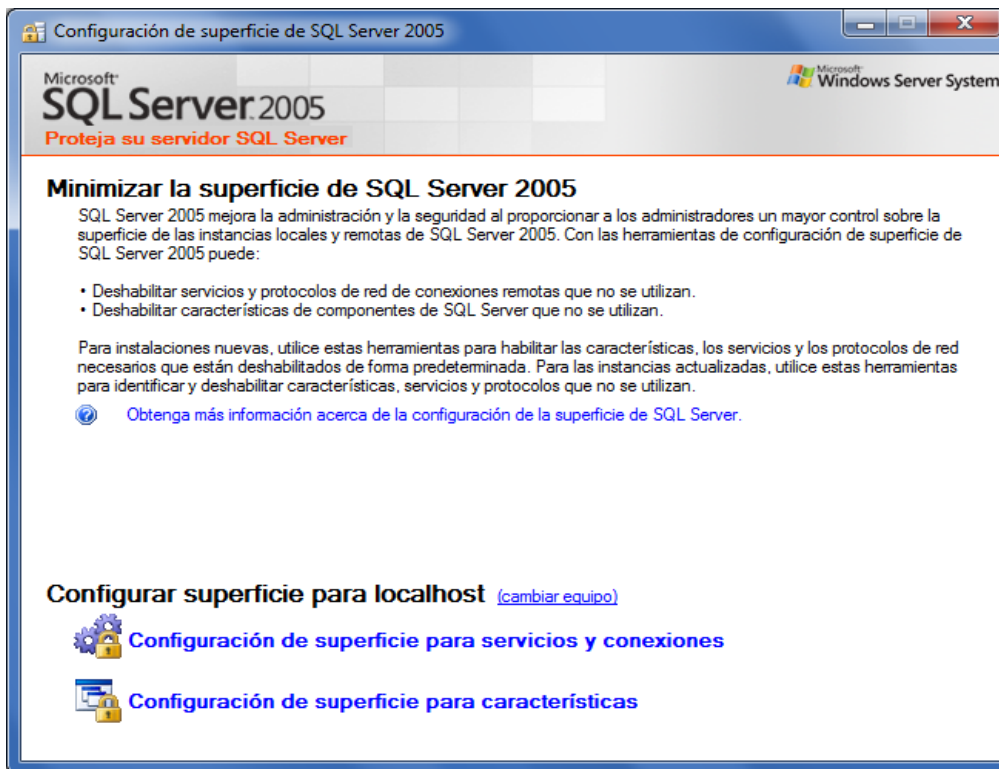 Configuración de superficie de SQL Server 2005
Microsoft
SQL Server 2005
Proteja su servidor SQL Server
Microsoft
Windows Server System
Minimizar la superficie de SQL Server 2005
SQL Server 2005 mejora la administración y la seguridad al proporcionar a los administradores un mayor control sobre la
superficie de las instancias locales y remotas de SQL Server 2005. Con las herramientas de configuración de superficie de
SQL Server 2005 puede:
• Deshabilitar servicios y protocolos de red de conexiones remotas que no se utilizan.
• Deshabilitar características de componentes de SQL Server que no se utilizan.
Para instalaciones nuevas, utilice estas herramientas para habilitar las características, los servicios y los protocolos de red
necesarios que están deshabilitados de forma predeterminada. Para las instancias actualizadas, utilice estas herramientas
para identificar y deshabilitar características, servicios y protocolos que no se utilizan.
Obtenga más información acerca de la configuración de la superficie de SQL Server.
Configurar superficie para localhost (cambiar equipo)
Configuración de superficie para servicios y conexiones
Configuración de superficie para características